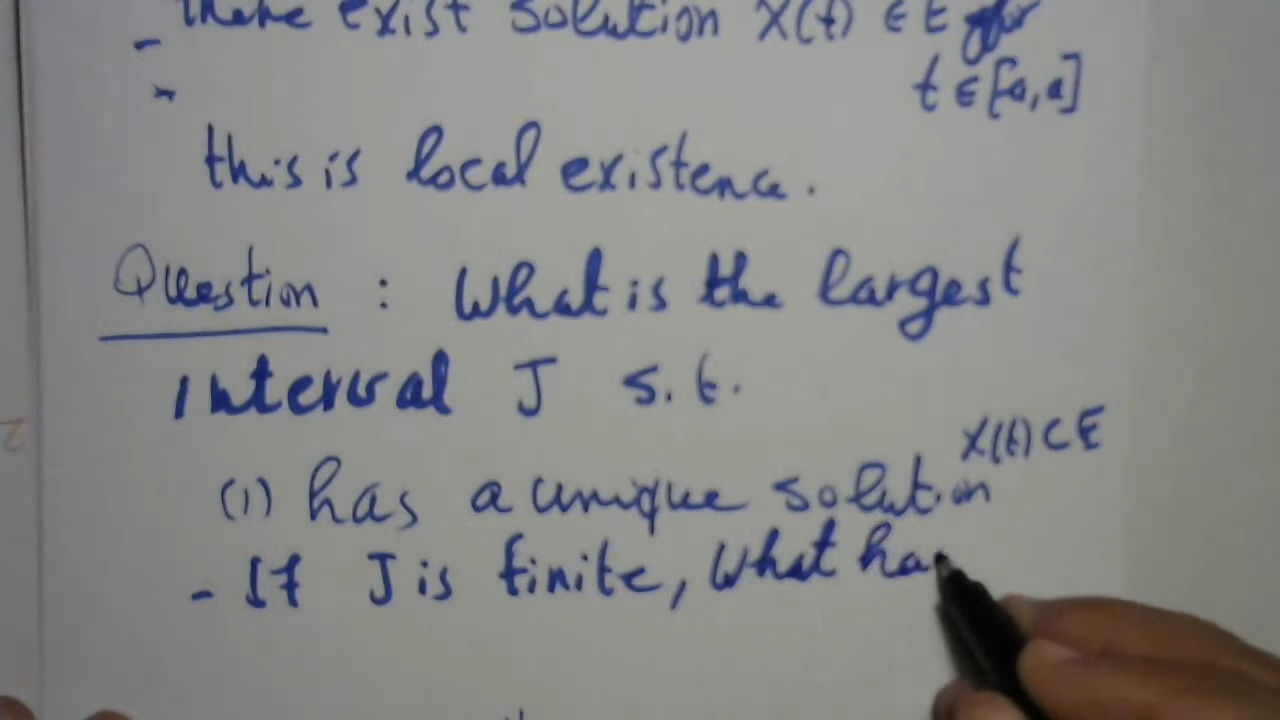 there exist solution X(t) ∈ E for
t ∈ [a, a]
this is local existence.
Question : What is the largest
interval J s.t.
X(t) ⊂ E
(1) has a unique solution
- If J is finite, What ha